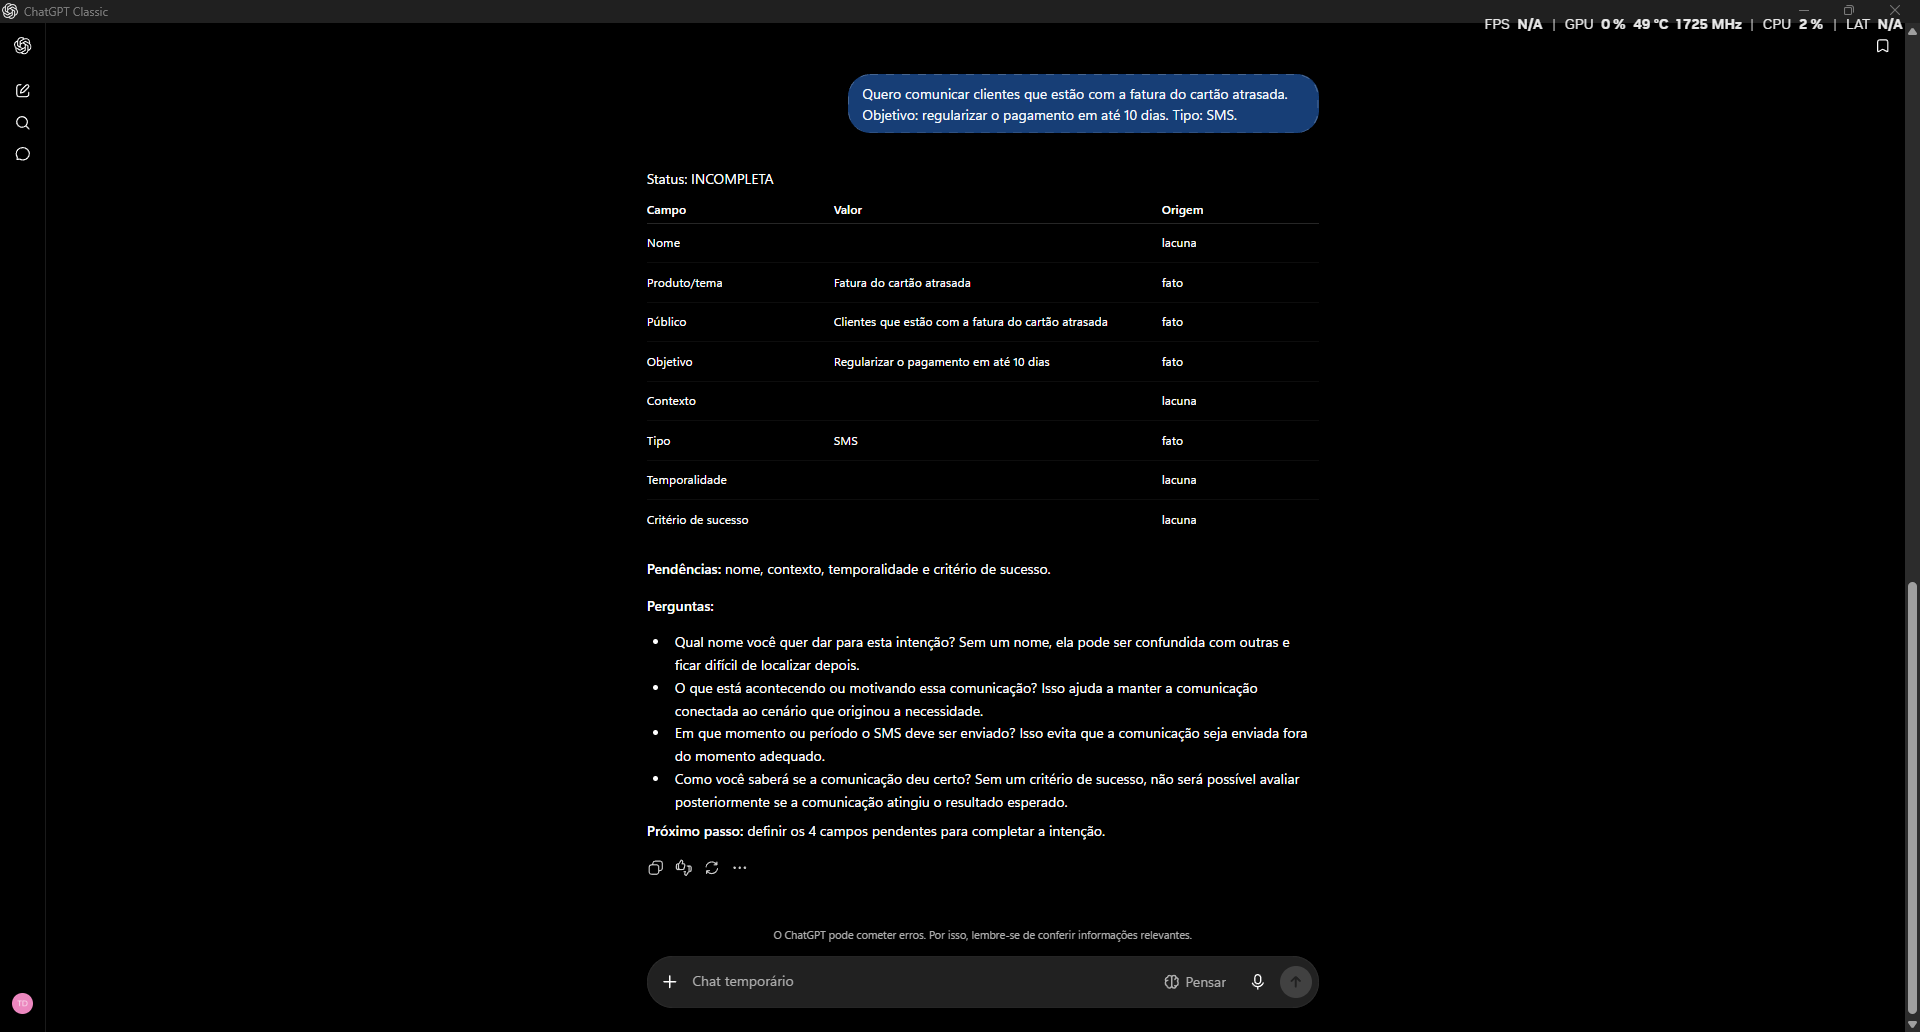 ChatGPT Classic
FPS N/A | GPU 0% 49 °C 1725 MHz | CPU 2% | LAT N/A
Quero comunicar clientes que estão com a fatura do cartão atrasada.
Objetivo: regularizar o pagamento em até 10 dias. Tipo: SMS.
Status: INCOMPLETA
Campo Valor Origem
Nome lacuna
Produto/tema Fatura do cartão atrasada fato
Público Clientes que estão com a fatura do cartão atrasada fato
Objetivo Regularizar o pagamento em até 10 dias fato
Contexto lacuna
Tipo SMS fato
Temporalidade lacuna
Critério de sucesso lacuna
Pendências: nome, contexto, temporalidade e critério de sucesso.
Perguntas:
• Qual nome você quer dar para esta intenção? Sem um nome, ela pode ser confundida com outras e
ficar difícil de localizar depois.
• O que está acontecendo ou motivando essa comunicação? Isso ajuda a manter a comunicação
conectada ao cenário que originou a necessidade.
• Em que momento ou período o SMS deve ser enviado? Isso evita que a comunicação seja enviada fora
do momento adequado.
• Como você saberá se a comunicação deu certo? Sem um critério de sucesso, não será possível avaliar
posteriormente se a comunicação atingiu o resultado esperado.
Próximo passo: definir os 4 campos pendentes para completar a intenção.
O ChatGPT pode cometer erros. Por isso, lembre-se de conferir informações relevantes.
Chat temporário Pensar
TD